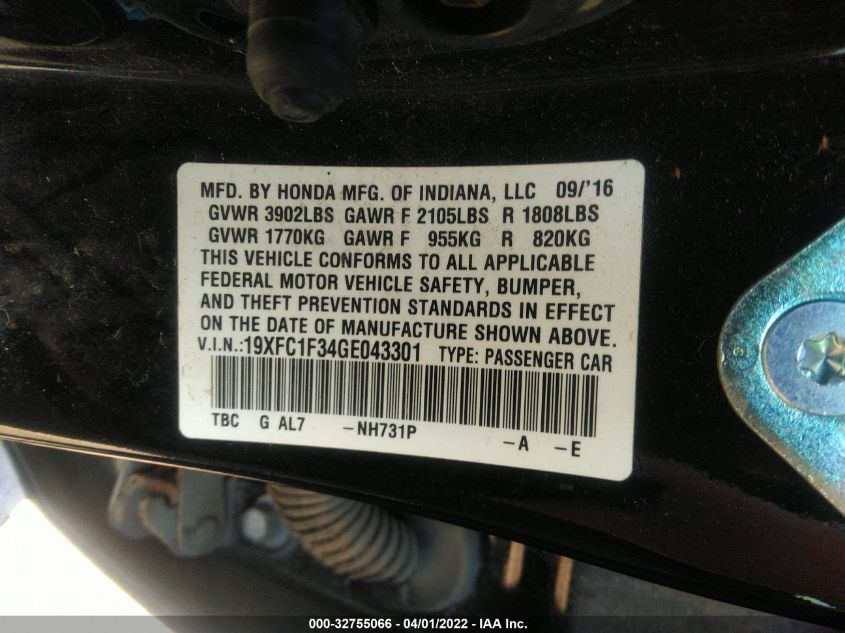 MFD. BY HONDA MFG. OF INDIANA, LLC 09/'16
GVWR 3902LBS GAWR F 2105LBS R 1808LBS
GVWR 1770KG GAWR F 955KG R 820KG
THIS VEHICLE CONFORMS TO ALL APPLICABLE
FEDERAL MOTOR VEHICLE SAFETY, BUMPER,
AND THEFT PREVENTION STANDARDS IN EFFECT
ON THE DATE OF MANUFACTURE SHOWN ABOVE.
V.I.N.:19XFC1F34GE043301 TYPE: PASSENGER CAR
TBC G AL7 -NH731P -A -E
000-32755066 - 04/01/2022 - IAA Inc.